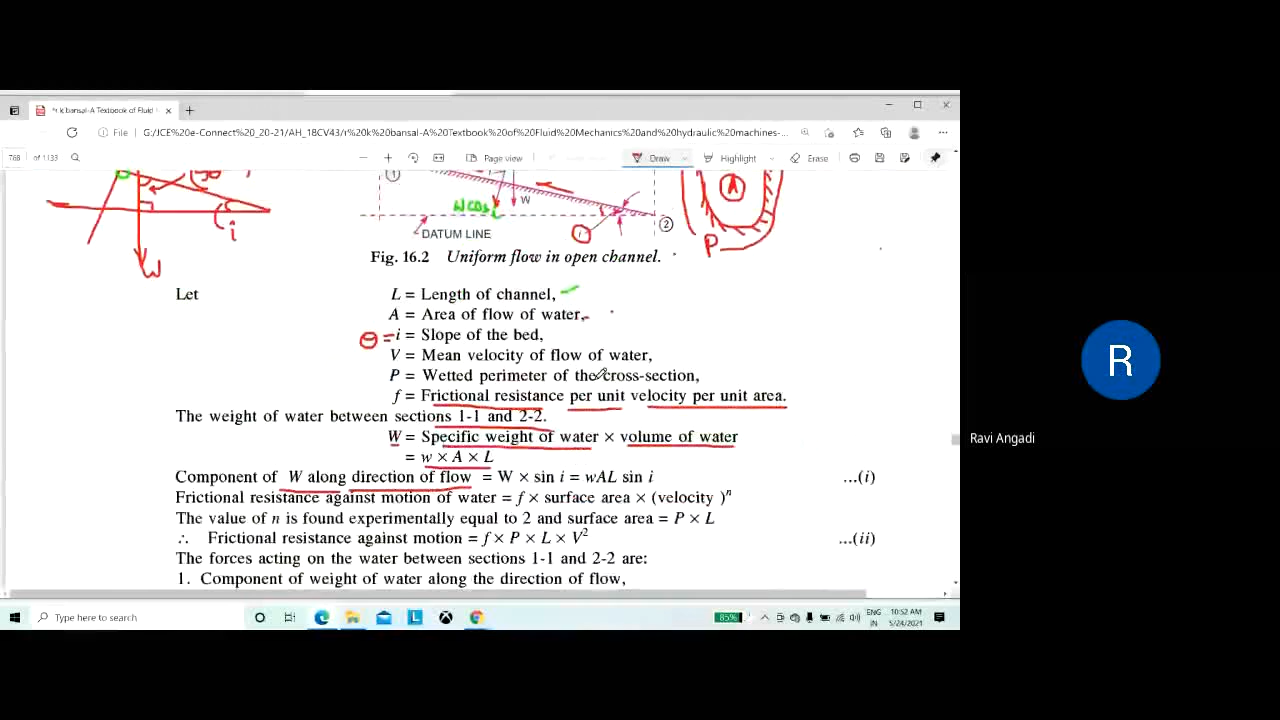 *r.k.bansal-A Textbook of Fluid
File G:/JCE%20e-Connect%20_20-21/AH_18CV43/r%20k%20bansal-A%20Textbook%20of%20Fluid%20Mechanics%20and%20hydraulic%20machines-...
768 of 1133 Page view Draw Highlight Erase
1 W W COS i
i W DATUM LINE i 2 A P
Fig. 16.2 Uniform flow in open channel.
Let L = Length of channel,
A = Area of flow of water,
θ = i = Slope of the bed,
V = Mean velocity of flow of water,
P = Wetted perimeter of the cross-section,
f = Frictional resistance per unit velocity per unit area.
The weight of water between sections 1-1 and 2-2.
W = Specific weight of water × volume of water
= w × A × L
Component of W along direction of flow = W × sin i = wAL sin i ...(i)
Frictional resistance against motion of water = f × surface area × (velocity )ⁿ
The value of n is found experimentally equal to 2 and surface area = P × L
∴ Frictional resistance against motion = f × P × L × V² ...(ii)
The forces acting on the water between sections 1-1 and 2-2 are:
1. Component of weight of water along the direction of flow,
Type here to search 85% ENG IN 10:52 AM 5/24/2021
R
Ravi Angadi